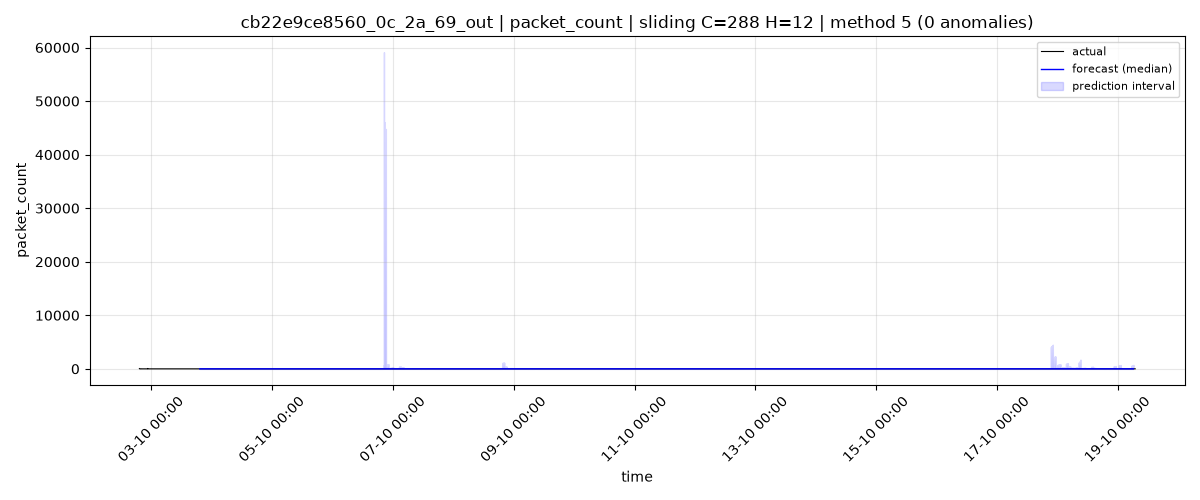 cb22e9ce8560_0c_2a_69_out | packet_count | sliding C=288 H=12 | method 5 (0 anomalies)
actual
forecast (median)
prediction interval
packet_count
60000
50000
40000
30000
20000
10000
0
03-10 00:00
05-10 00:00
07-10 00:00
09-10 00:00
11-10 00:00
13-10 00:00
15-10 00:00
17-10 00:00
19-10 00:00
time